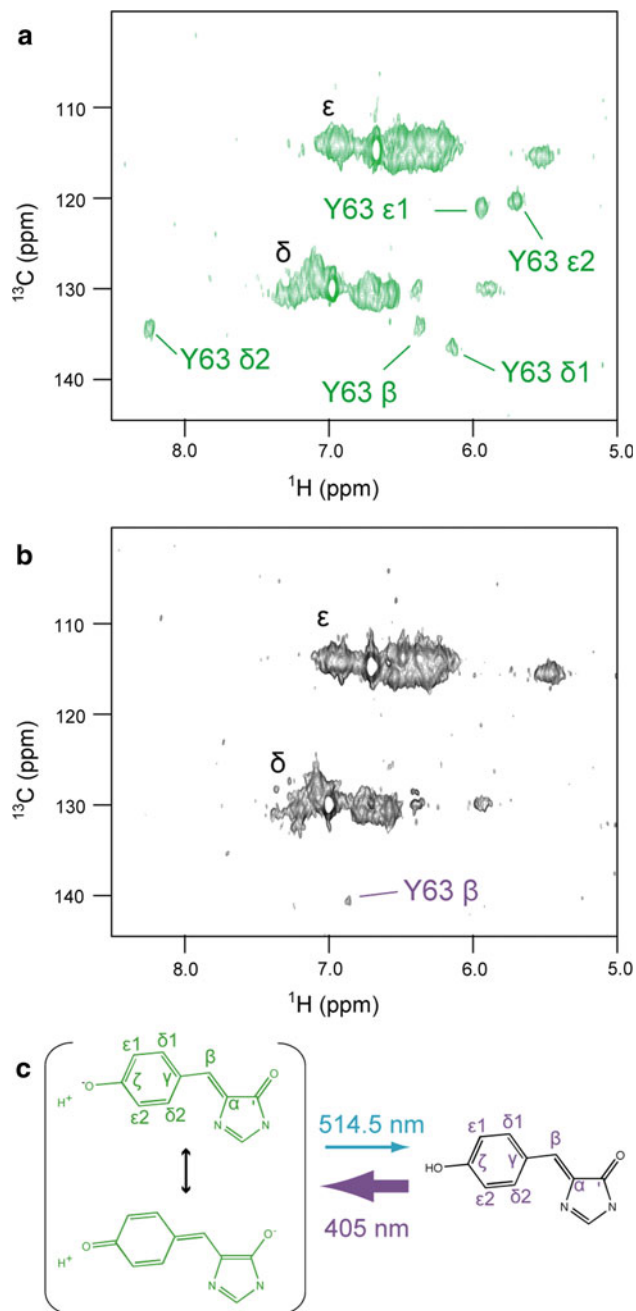 a
110
120
130
140
¹³C (ppm)
ε
Y63 ε1
Y63 ε2
δ
Y63 δ2
Y63 β
Y63 δ1
8.0 7.0 6.0 5.0
¹H (ppm)
b
110
120
130
140
¹³C (ppm)
ε
δ
Y63 β
8.0 7.0 6.0 5.0
¹H (ppm)
c
ε1 δ1 β O
⁻O ζ γ
H⁺ α '
ε2 δ2 N N
514.5 nm
405 nm
ε1 δ1 β O
HO ζ γ
α
ε2 δ2 N N
O O⁻
H⁺
N N